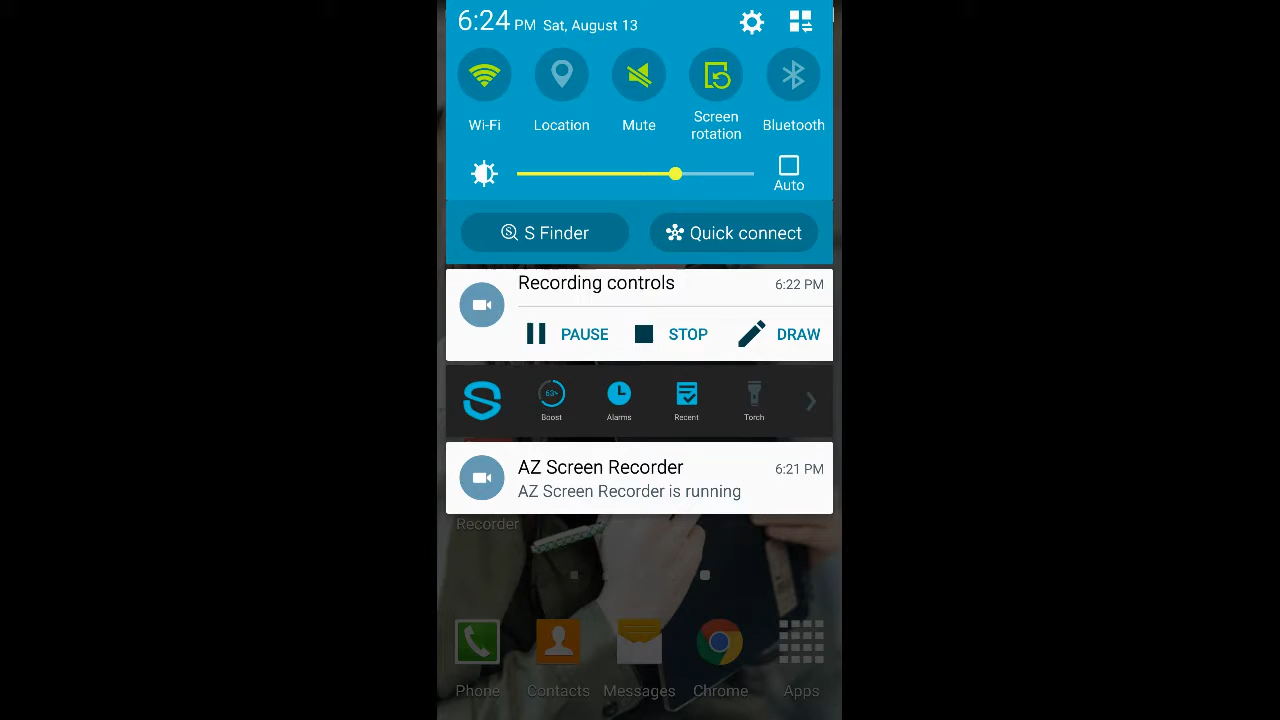 6:24 PM Sat, August 13
Wi-Fi
Location
Mute
Screen
rotation
Bluetooth
Auto
S Finder
Quick connect
Recording controls 6:22 PM
PAUSE STOP DRAW
63%
Boost Alarms Recent Torch
AZ Screen Recorder 6:21 PM
AZ Screen Recorder is running
Recorder
Phone Contacts Messages Chrome Apps